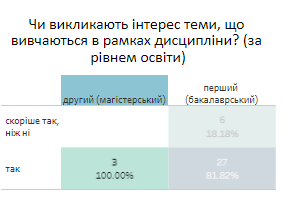 Чи викликають інтерес теми, що
вивчаються в рамках дисципліни? (за
рівнем освіти)
другий (магістерський)
перший
(бакалаврський)
скоріше так,
ніж ні
6
18.18%
так
3
100.00%
27
81.82%